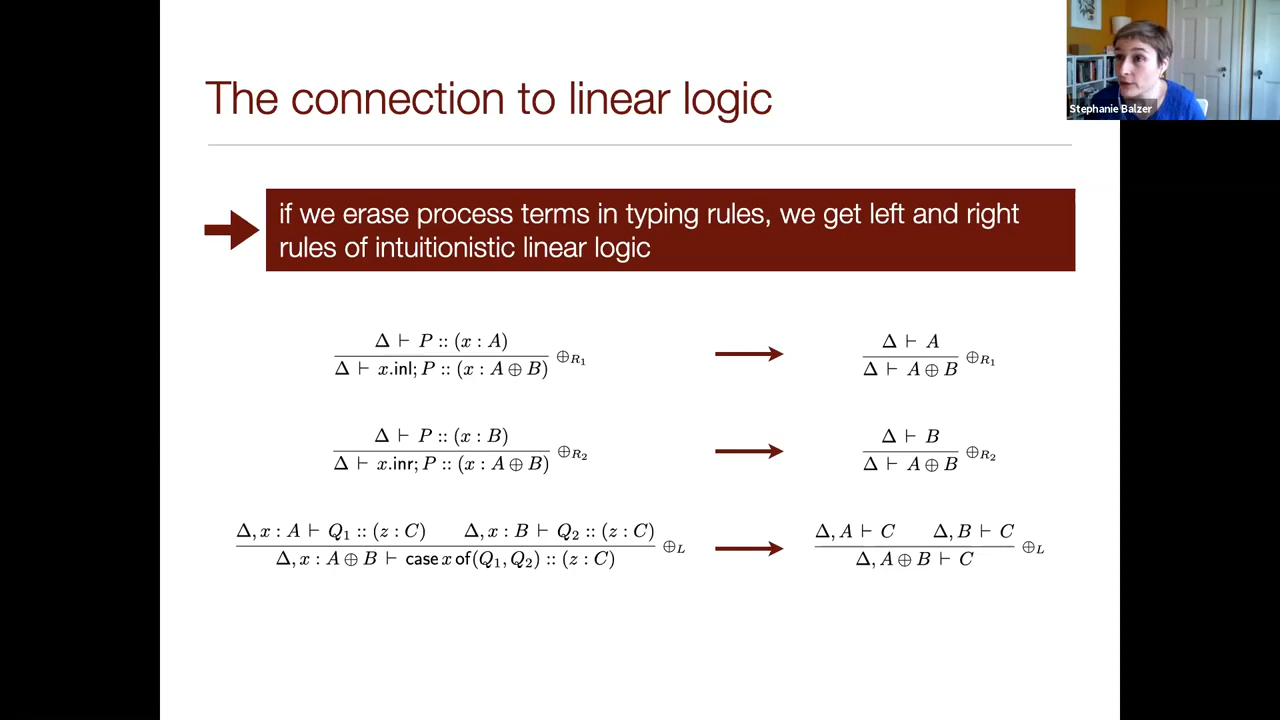 The connection to linear logic
Stephanie Balzer
if we erase process terms in typing rules, we get left and right
rules of intuitionistic linear logic
Δ ⊢ P :: (x : A)
Δ ⊢ x.inl; P :: (x : A ⊕ B) ⊕R₁
Δ ⊢ A
Δ ⊢ A ⊕ B ⊕R₁
Δ ⊢ P :: (x : B)
Δ ⊢ x.inr; P :: (x : A ⊕ B) ⊕R₂
Δ ⊢ B
Δ ⊢ A ⊕ B ⊕R₂
Δ, x : A ⊢ Q₁ :: (z : C) Δ, x : B ⊢ Q₂ :: (z : C)
Δ, x : A ⊕ B ⊢ case x of(Q₁, Q₂) :: (z : C) ⊕L
Δ, A ⊢ C Δ, B ⊢ C
Δ, A ⊕ B ⊢ C ⊕L